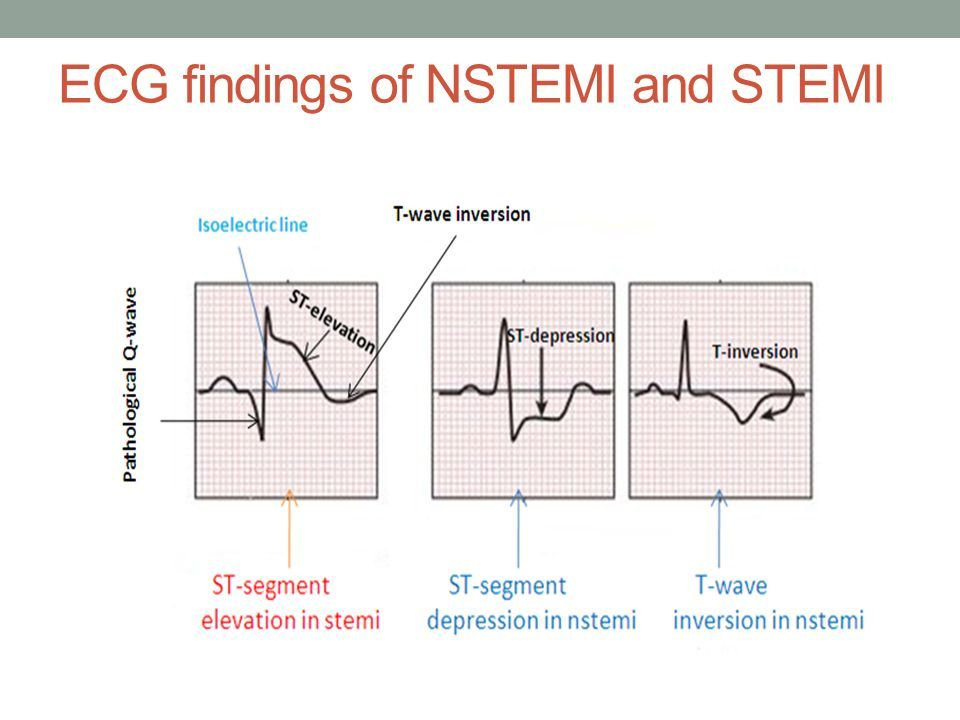 ECG findings of NSTEMI and STEMI
T-wave inversion
Isoelectric line
Pathological Q-wave
ST-elevation
ST-depression
T-inversion
ST-segment
elevation in stemi
ST-segment
depression in nstemi
T-wave
inversion in nstemi